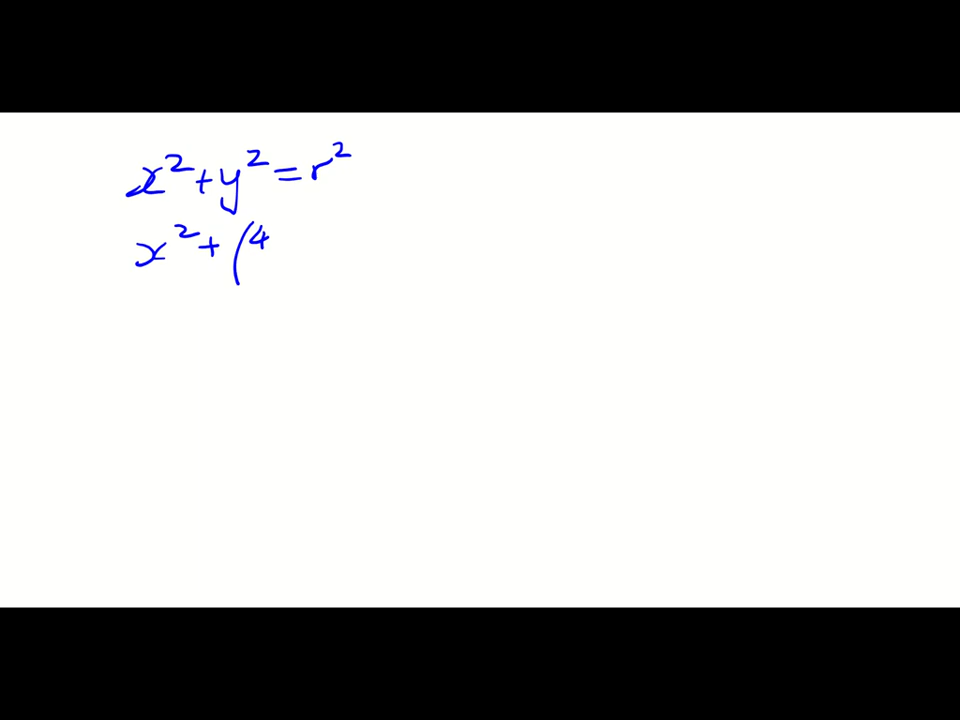 x² + y² = r²
x² + (4